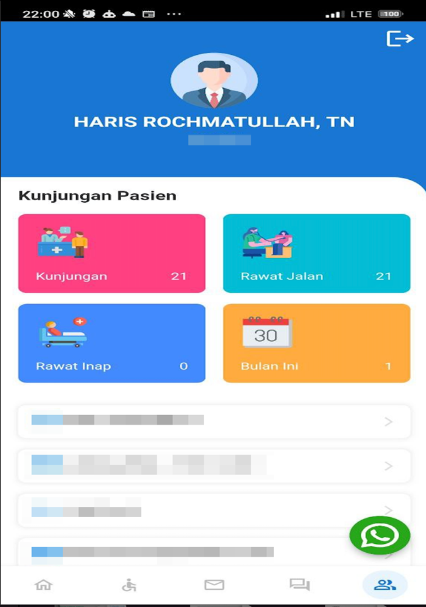 22:00 ... LTE 100
HARIS ROCHMATULLAH, TN
Kunjungan Pasien
Kunjungan 21
Rawat Jalan 21
Rawat Inap 0
30
Bulan Ini 1